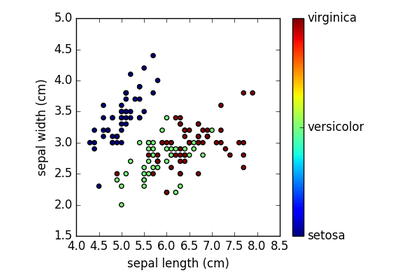 5.0
4.5
4.0
3.5
3.0
2.5
2.0
1.5
sepal width (cm)
4.0 4.5 5.0 5.5 6.0 6.5 7.0 7.5 8.0 8.5
sepal length (cm)
virginica
versicolor
setosa